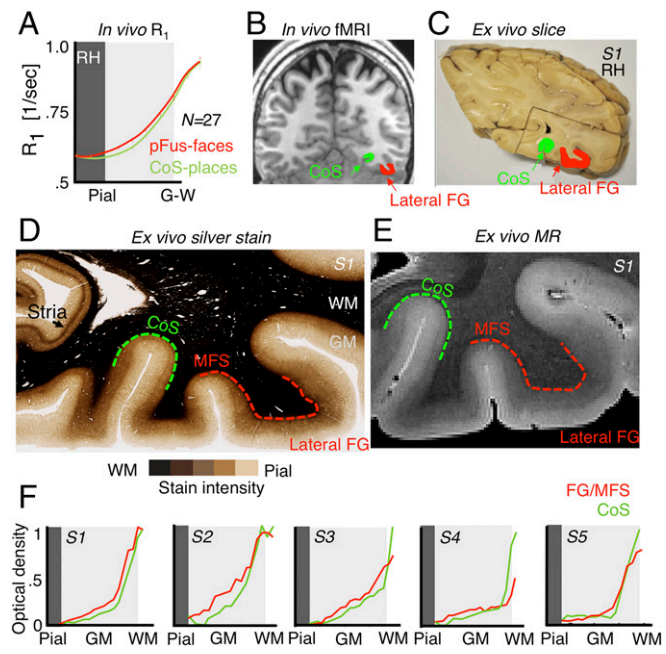 A
In vivo R1
1.0
.75
.5
R1 [1/sec]
RH
N=27
pFus-faces
CoS-places
Pial
G-W
B
In vivo fMRI
CoS
Lateral FG
C
Ex vivo slice
S1
RH
CoS
Lateral FG
D
Ex vivo silver stain
S1
Stria
CoS
WM
MFS
GM
Lateral FG
WM
Pial
Stain intensity
E
Ex vivo MR
S1
CoS
MFS
Lateral FG
F
FG/MFS
CoS
Optical density
1
.5
0
S1
S2
S3
S4
S5
Pial GM WM
Pial GM WM
Pial GM WM
Pial GM WM
Pial GM WM